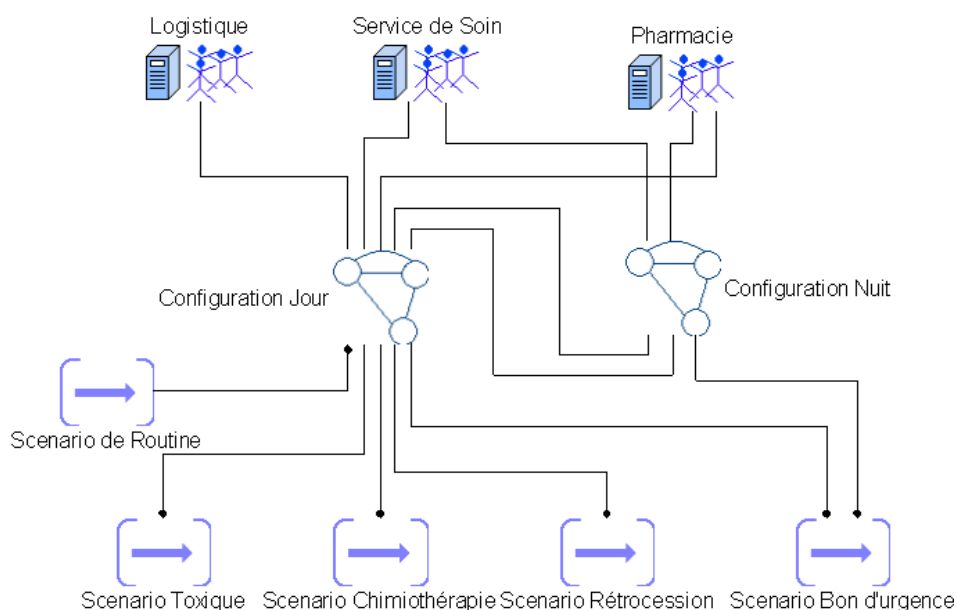 Logistique
Service de Soin
Pharmacie
Configuration Jour
Configuration Nuit
Scenario de Routine
Scenario Toxique
Scenario Chimiothérapie
Scenario Rétrocession
Scenario Bon d'urgence